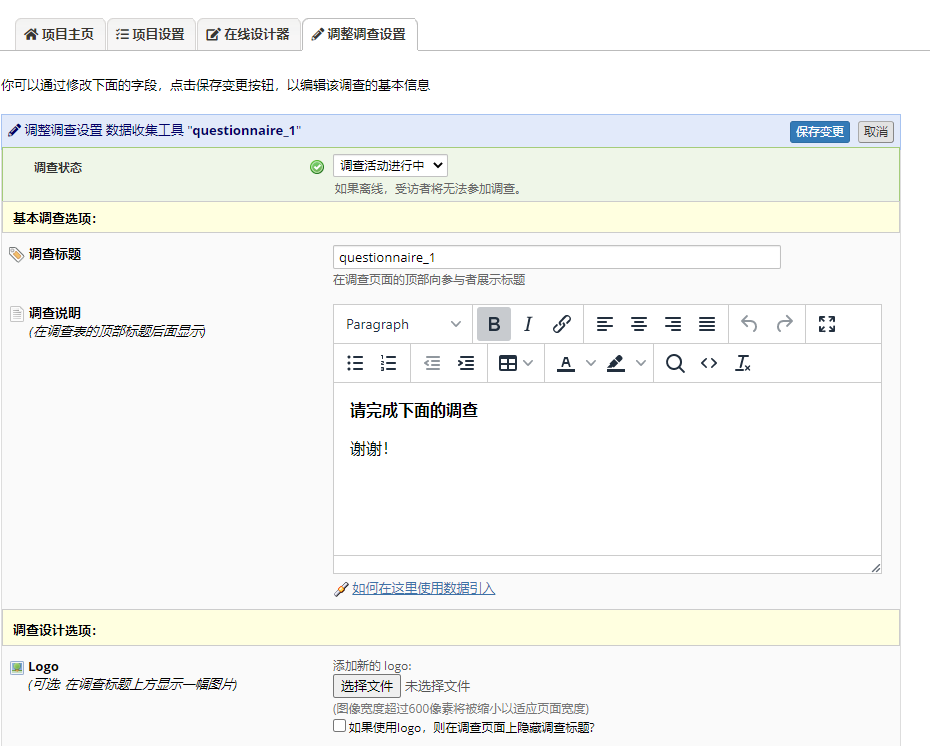 项目主页 项目设置 在线设计器 调整调查设置
你可以通过修改下面的字段，点击保存变更按钮，以编辑该调查的基本信息
调整调查设置 数据收集工具 "questionnaire_1" 保存变更 取消
调查状态 调查活动进行中
如果离线，受访者将无法参加调查。
基本调查选项：
调查标题 questionnaire_1
在调查页面的顶部向参与者展示标题
调查说明
(在调查表的顶部标题后面显示)
Paragraph B I
A
请完成下面的调查
谢谢！
如何在这里使用数据引入
调查设计选项：
Logo 添加新的 logo:
(可选: 在调查标题上方显示一幅图片) 选择文件 未选择文件
(图像宽度超过600像素将被缩小以适应页面宽度)
如果使用logo，则在调查页面上隐藏调查标题?